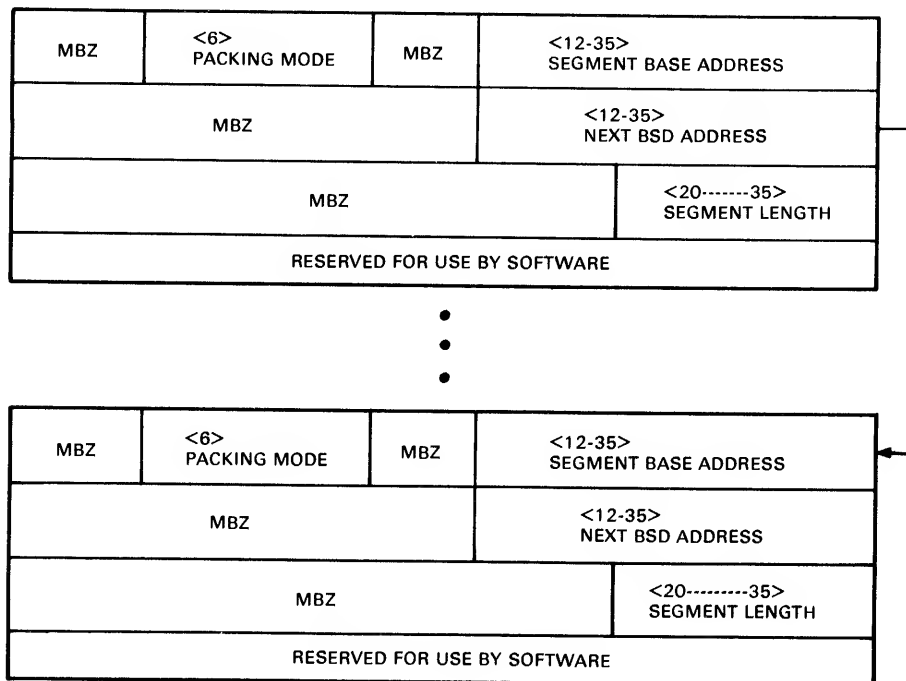 MBZ
<6>
PACKING MODE
MBZ
<12-35>
SEGMENT BASE ADDRESS
MBZ
<12-35>
NEXT BSD ADDRESS
MBZ
<20-------35>
SEGMENT LENGTH
RESERVED FOR USE BY SOFTWARE
MBZ
<6>
PACKING MODE
MBZ
<12-35>
SEGMENT BASE ADDRESS
MBZ
<12-35>
NEXT BSD ADDRESS
MBZ
<20---------35>
SEGMENT LENGTH
RESERVED FOR USE BY SOFTWARE